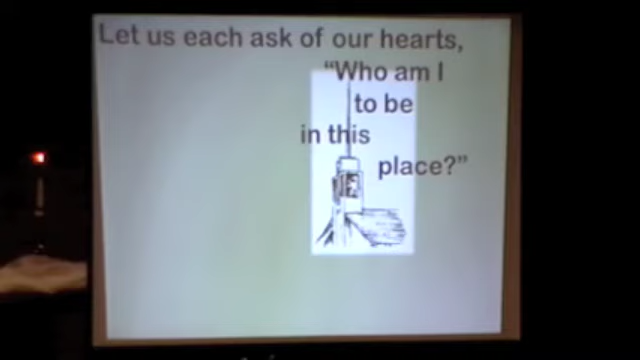 Let us each ask of our hearts,
"Who am I
to be
in this
place?"